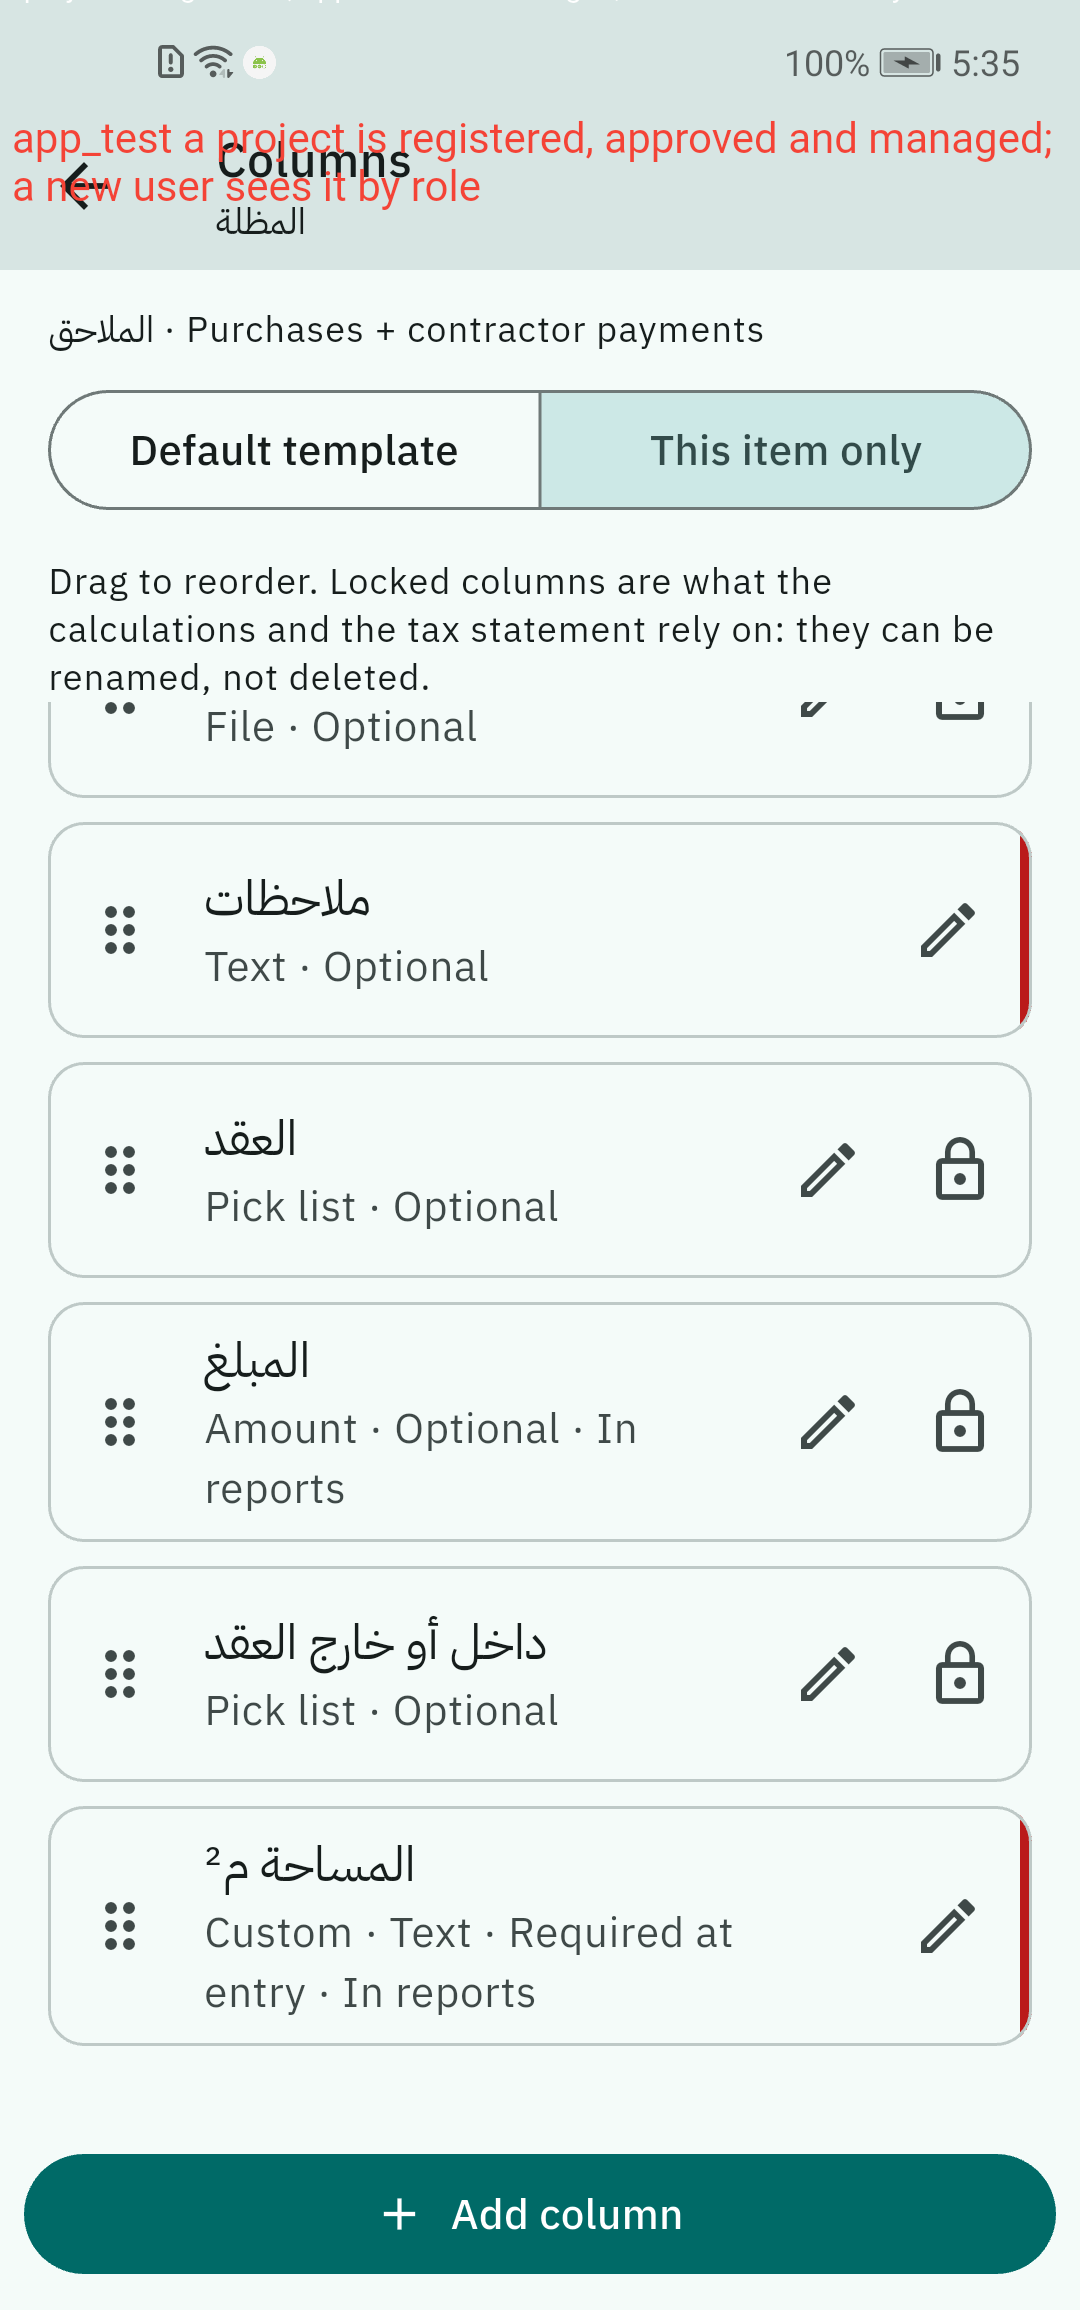 100% 5:35
app_test a project is registered, approved and managed;
a new user sees it by role
Columns
المظلة
الملاحق · Purchases + contractor payments
Default template
This item only
Drag to reorder. Locked columns are what the
calculations and the tax statement rely on: they can be
renamed, not deleted.
File · Optional
ملاحظات
Text · Optional
العقد
Pick list · Optional
المبلغ
Amount · Optional · In
reports
داخل أو خارج العقد
Pick list · Optional
المساحة م²
Custom · Text · Required at
entry · In reports
+ Add column